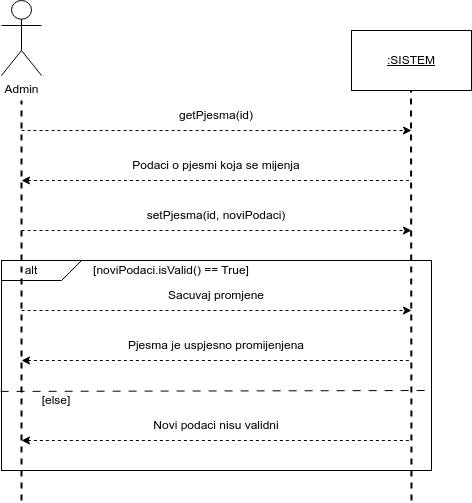 :SISTEM
Admin
getPjesma(id)
Podaci o pjesmi koja se mijenja
setPjesma(id, noviPodaci)
alt
[noviPodaci.isValid() == True]
Sacuvaj promjene
Pjesma je uspjesno promijenjena
[else]
Novi podaci nisu validni